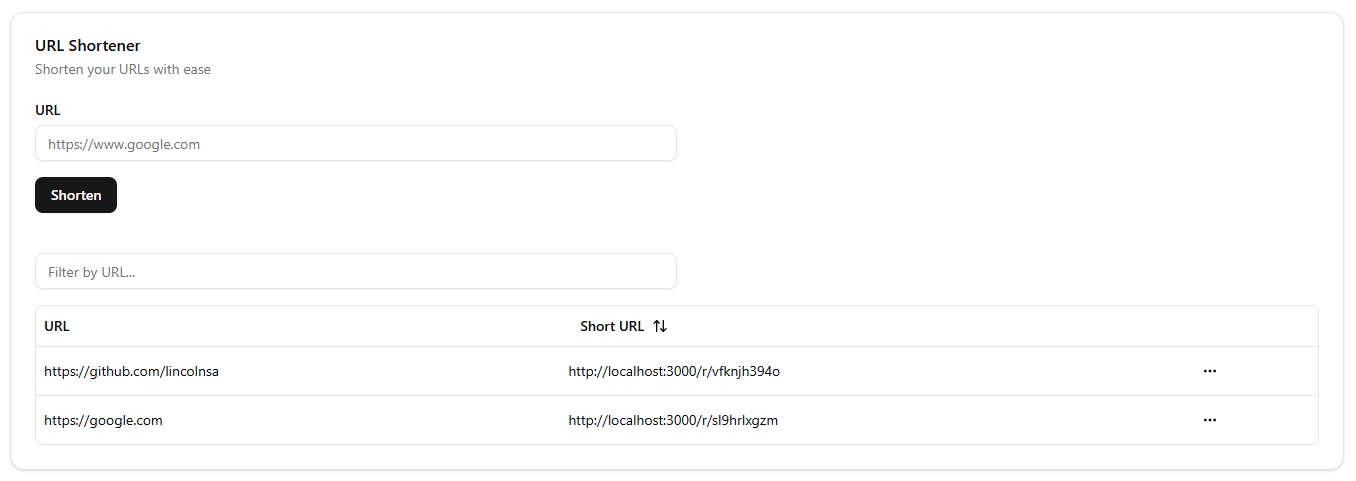 URL Shortener
Shorten your URLs with ease
URL
https://www.google.com
Shorten
Filter by URL...
URL Short URL
https://github.com/lincolnsa http://localhost:3000/r/vfknjh394o
https://google.com http://localhost:3000/r/sl9hrlxgzm